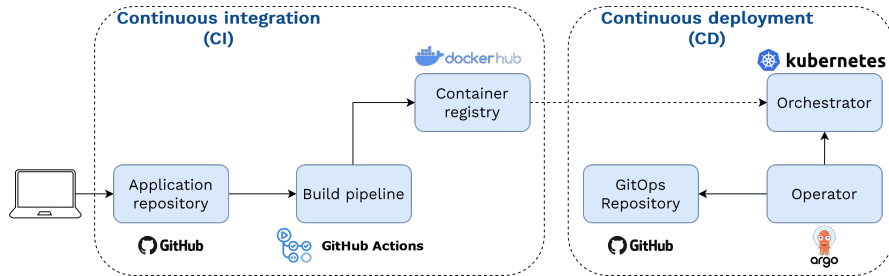 Continuous integration
(CI)
Continuous deployment
(CD)
dockerhub
kubernetes
Container
registry
Orchestrator
Application
repository
Build pipeline
GitOps
Repository
Operator
GitHub
GitHub Actions
GitHub
argo